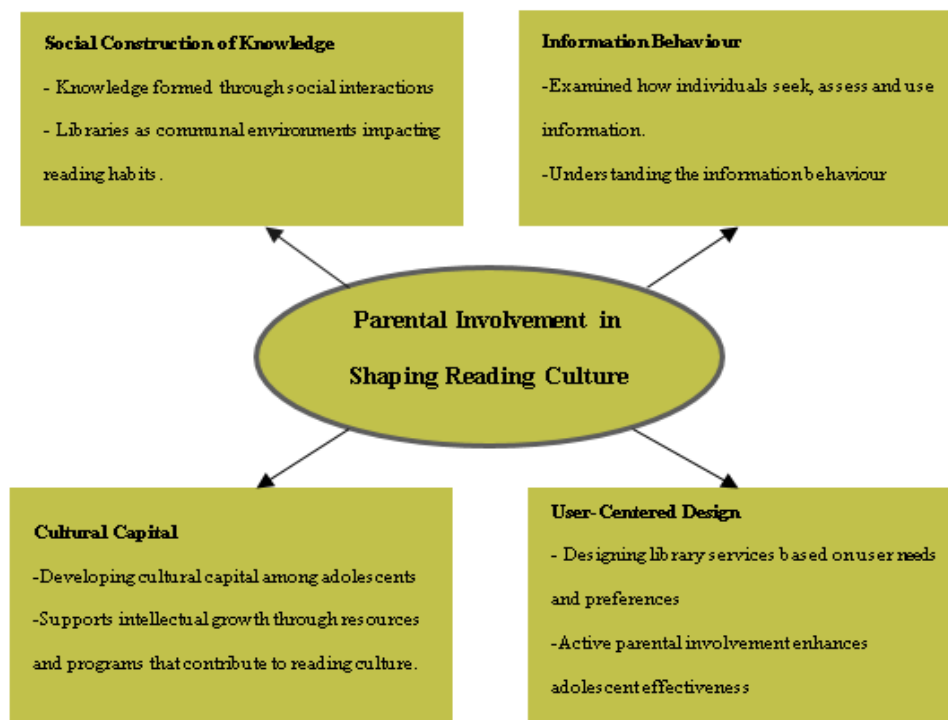 Social Construction of Knowledge
- Knowledge formed through social interactions
- Libraries as communal environments impacting
reading habits.
Information Behaviour
-Examined how individuals seek, assess and use
information.
-Understanding the information behaviour
Parental Involvement in
Shaping Reading Culture
Cultural Capital
-Developing cultural capital among adolescents
-Supports intellectual growth through resources
and programs that contribute to reading culture.
User-Centered Design
- Designing library services based on user needs
and preferences
-Active parental involvement enhances
adolescent effectiveness